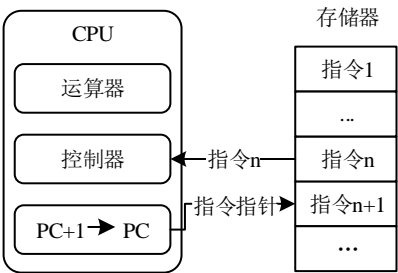 CPU
运算器
控制器
PC+1 PC
指令n
指令指针
存储器
指令1
...
指令n
指令n+1
...